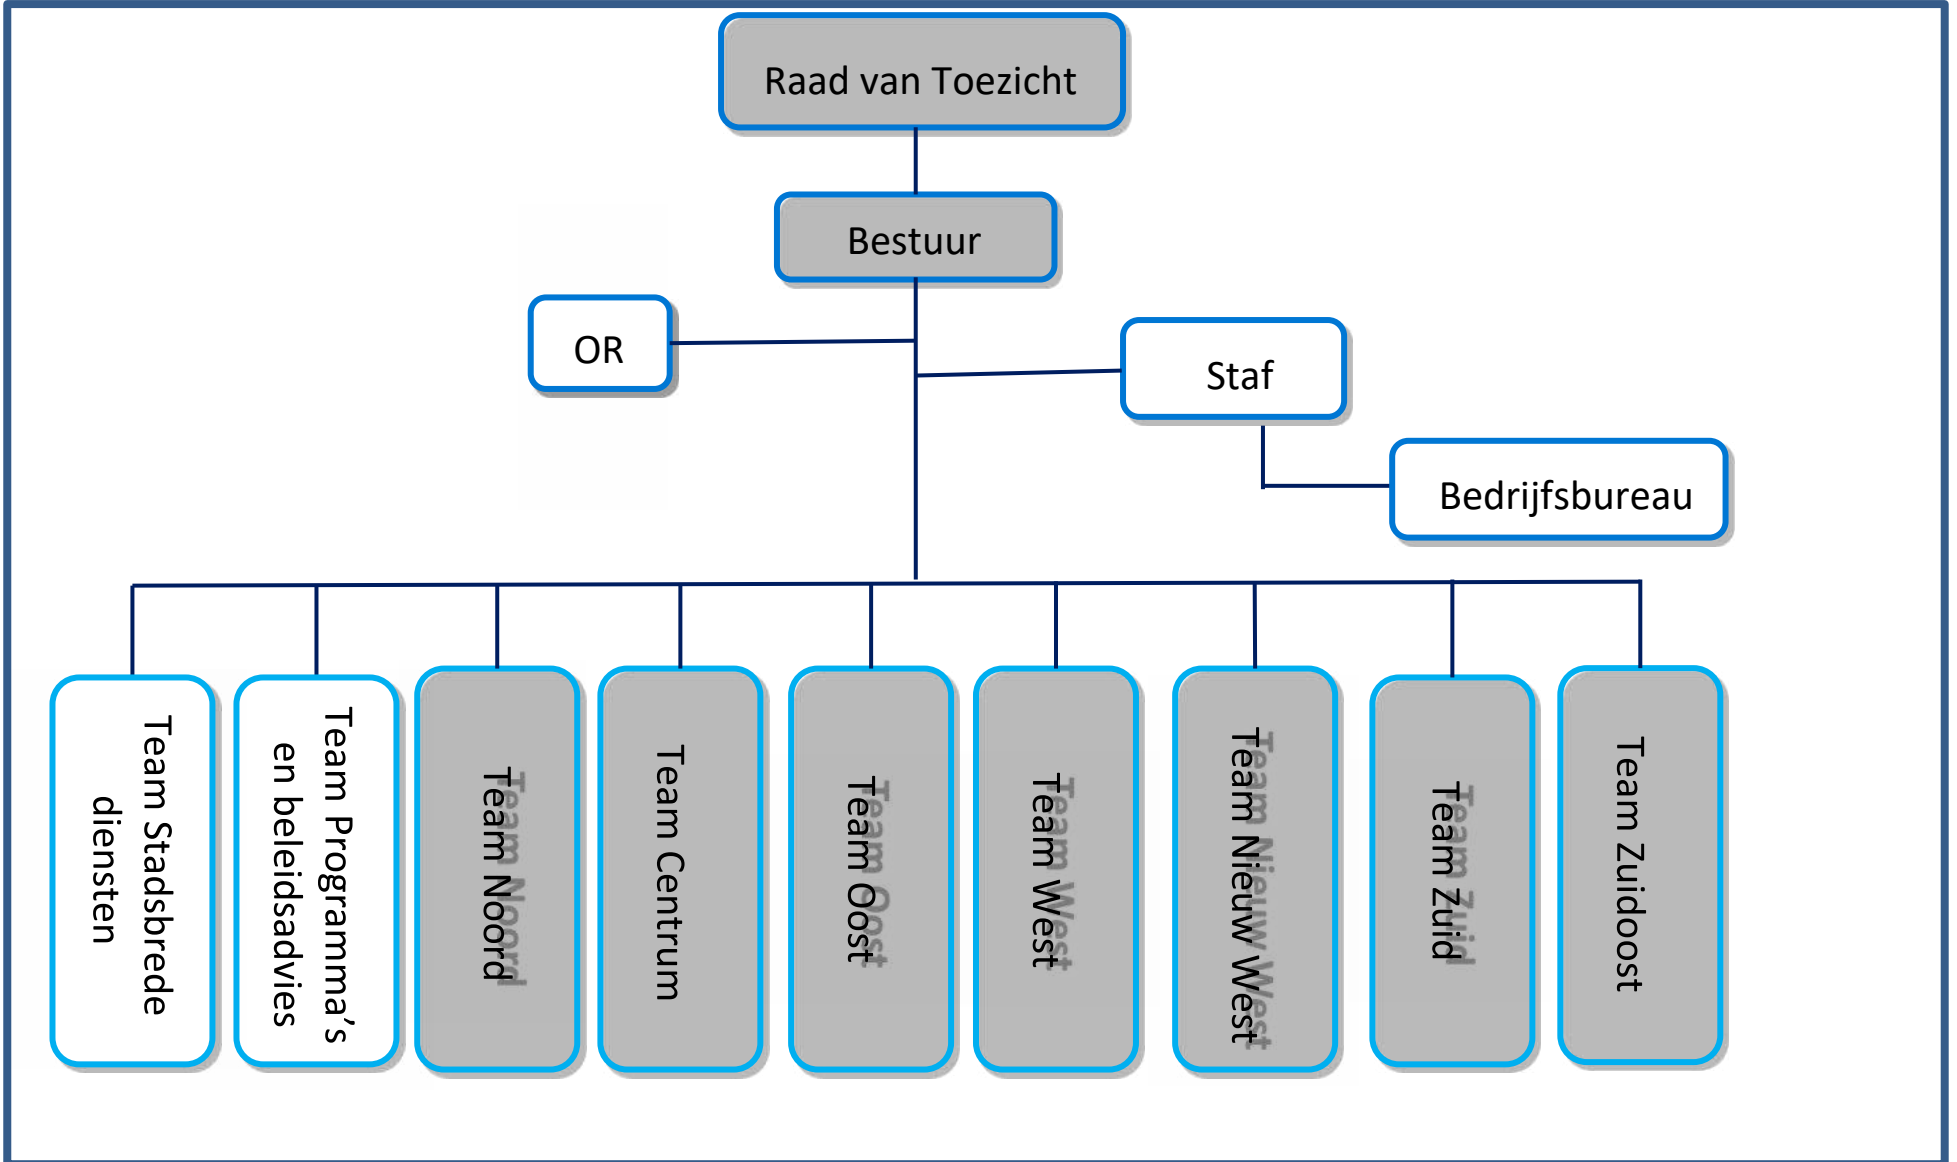 Raad van Toezicht
Bestuur
OR
Staf
Bedrijfsbureau
Team Stadsbrede
diensten
Team Programma’s
en beleidsadvies
Team Noord
Team Centrum
Team Oost
Team West
Team Nieuw West
Team Zuid
Team Zuidoost